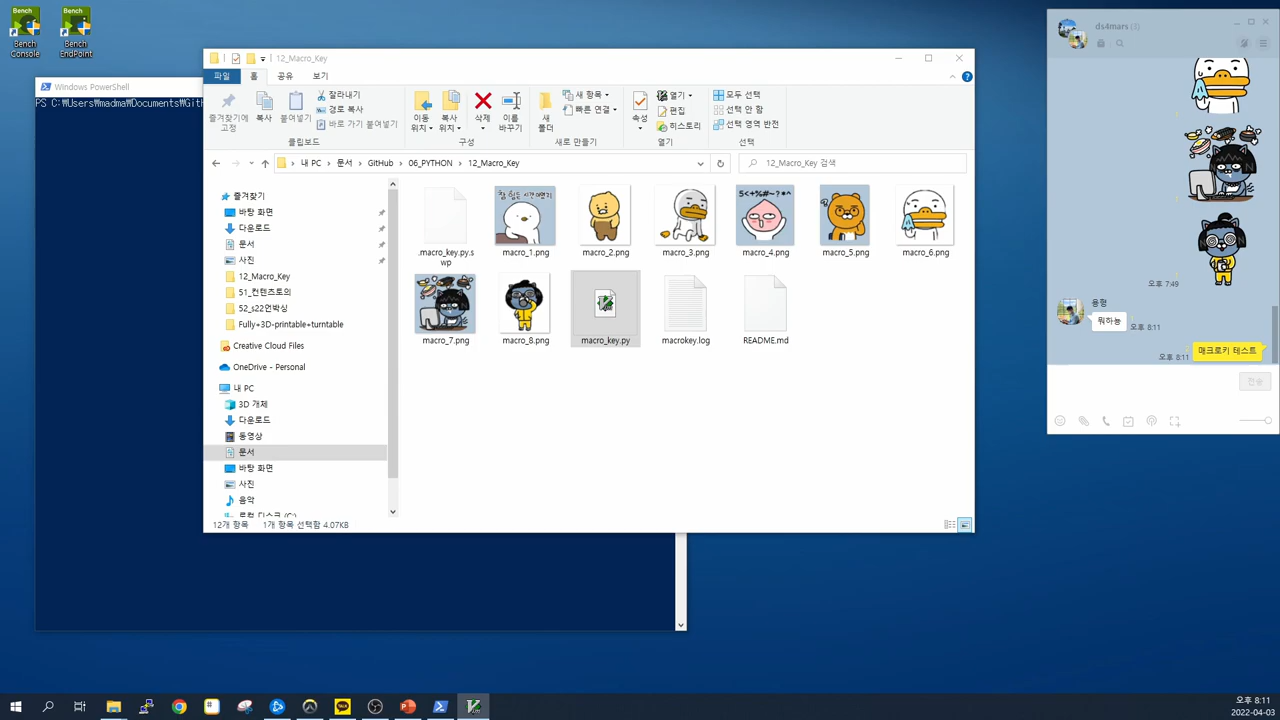 Bench
Console
Bench
EndPoint
Windows PowerShell
PS C:₩Users₩madma₩Documents₩GitH
12_Macro_Key
파일
홈
공유
보기
즐겨찾기에
고정
복사
붙여넣기
잘라내기
경로 복사
바로 가기 붙여넣기
클립보드
이동
위치
복사
위치
삭제
이름
바꾸기
구성
새
폴더
새 항목
빠른 연결
새로 만들기
속성
열기
편집
히스토리
열기
모두 선택
선택 안 함
선택 영역 반전
선택
내 PC > 문서 > GitHub > 06_PYTHON > 12_Macro_Key
12_Macro_Key 검색
즐겨찾기
바탕 화면
다운로드
문서
사진
12_Macro_Key
51_컨텐츠토의
52_s22언박싱
Fully+3D-printable+turntable
Creative Cloud Files
OneDrive - Personal
내 PC
3D 개체
다운로드
동영상
문서
바탕 화면
사진
음악
로컬 디스크 (C:)
.macro_key.py.s
wp
macro_1.png
macro_2.png
macro_3.png
macro_4.png
macro_5.png
macro_6.png
macro_7.png
macro_8.png
macro_key.py
macrokey.log
README.md
5<+%#~?*^
12개 항목
1개 항목 선택함 4.07KB
ds4mars (3)
오후 7:49
뭐하능
오후 8:11
오후 8:11
매크로키 테스트
전송
TALK
오후 8:11
2022-04-03